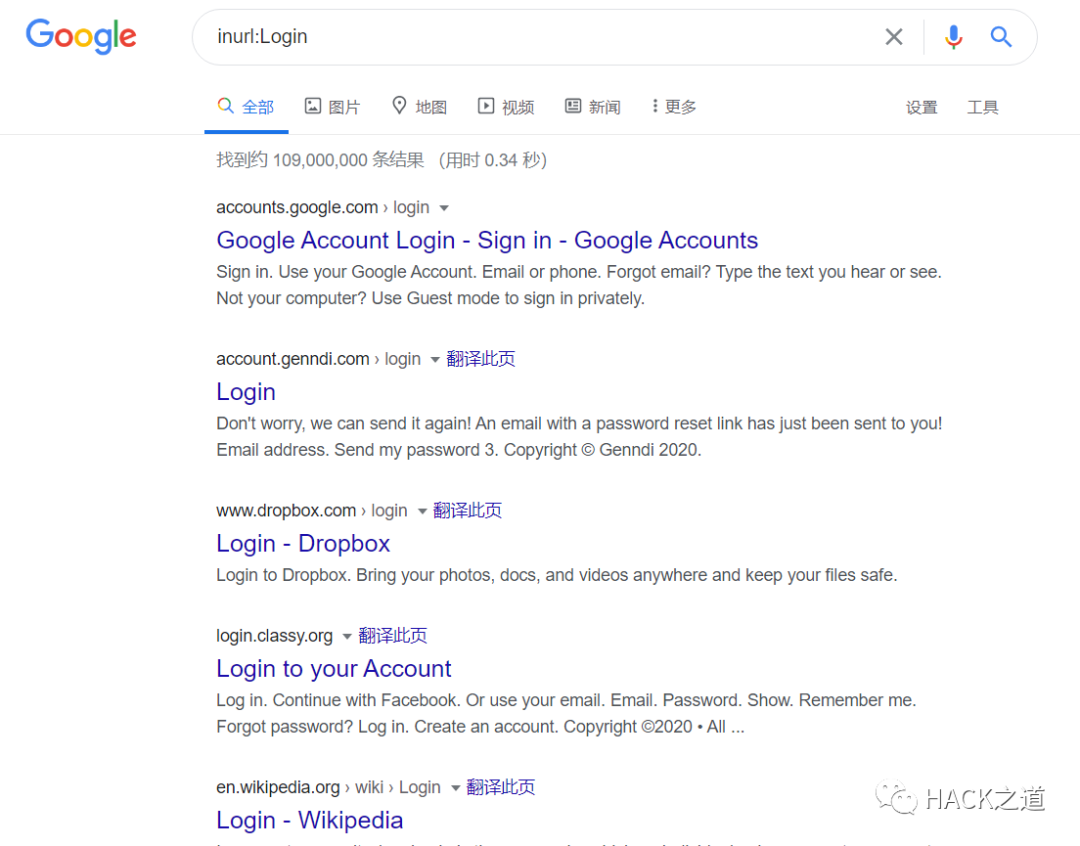 Google
inurl:Login
全部 图片 地图 视频 新闻 更多 设置 工具
找到约 109,000,000 条结果 （用时 0.34 秒）
accounts.google.com › login
Google Account Login - Sign in - Google Accounts
Sign in. Use your Google Account. Email or phone. Forgot email? Type the text you hear or see.
Not your computer? Use Guest mode to sign in privately.
account.genndi.com › login 翻译此页
Login
Don't worry, we can send it again! An email with a password reset link has just been sent to you!
Email address. Send my password 3. Copyright © Genndi 2020.
www.dropbox.com › login 翻译此页
Login - Dropbox
Login to Dropbox. Bring your photos, docs, and videos anywhere and keep your files safe.
login.classy.org 翻译此页
Login to your Account
Log in. Continue with Facebook. Or use your email. Email. Password. Show. Remember me.
Forgot password? Log in. Create an account. Copyright ©2020 • All ...
en.wikipedia.org › wiki › Login 翻译此页
Login - Wikipedia
HACK之道